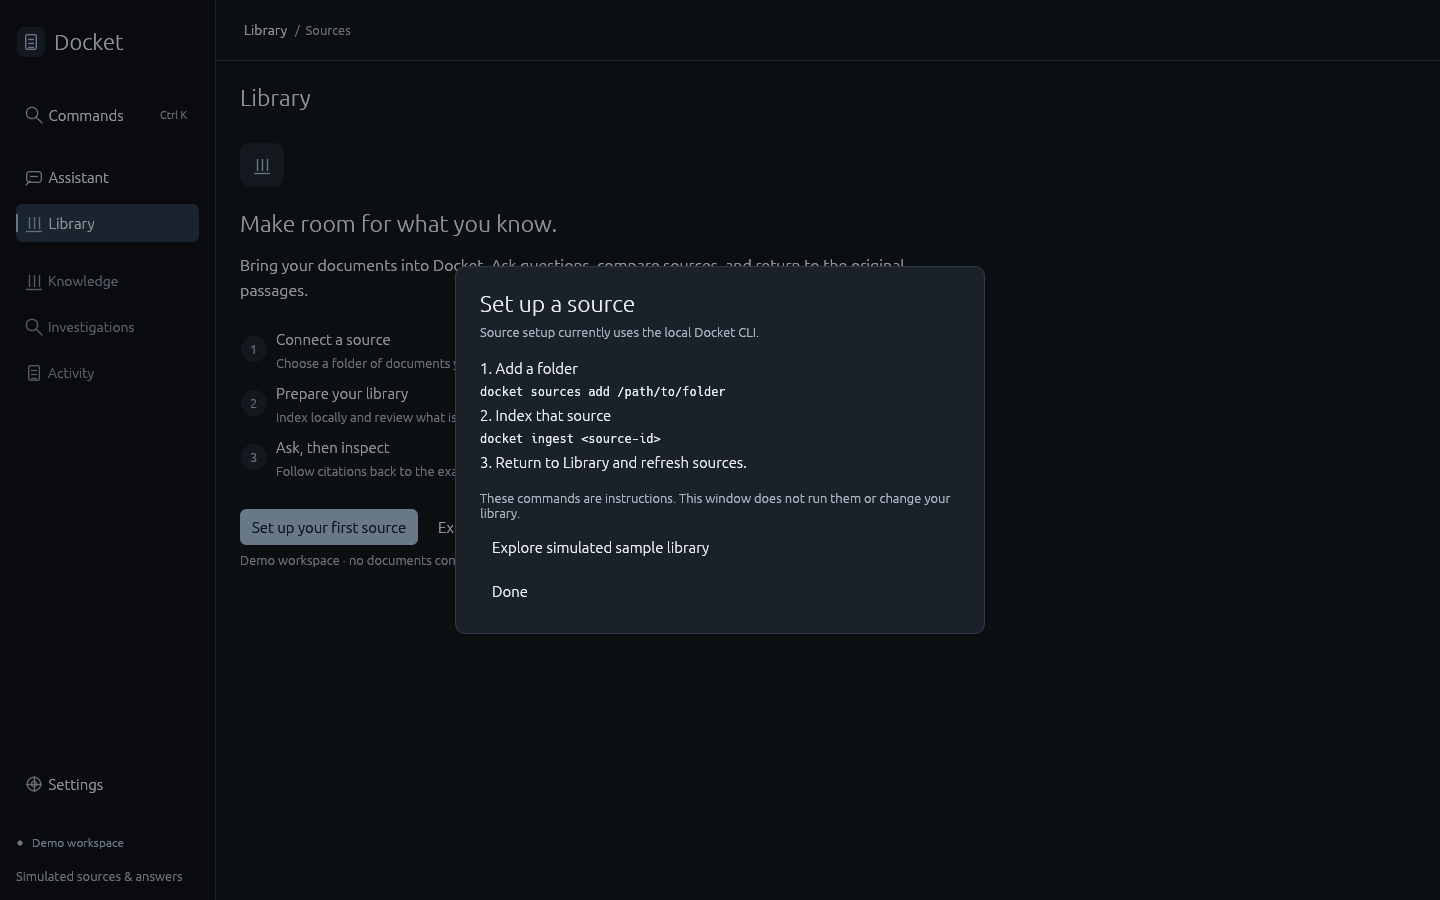 Docket
Library / Sources
Commands Ctrl K
Assistant
Library
Knowledge
Investigations
Activity
Settings
Demo workspace
Simulated sources & answers
Library
Make room for what you know.
Bring your documents into Docket. Ask questions, compare sources, and return to the original
passages.
1 Connect a source
Choose a folder of documents
2 Prepare your library
Index locally and review what is
3 Ask, then inspect
Follow citations back to the
Set up your first source
Demo workspace · no documents
Set up a source
Source setup currently uses the local Docket CLI.
1. Add a folder
docket sources add /path/to/folder
2. Index that source
docket ingest <source-id>
3. Return to Library and refresh sources.
These commands are instructions. This window does not run them or change your
library.
Explore simulated sample library
Done